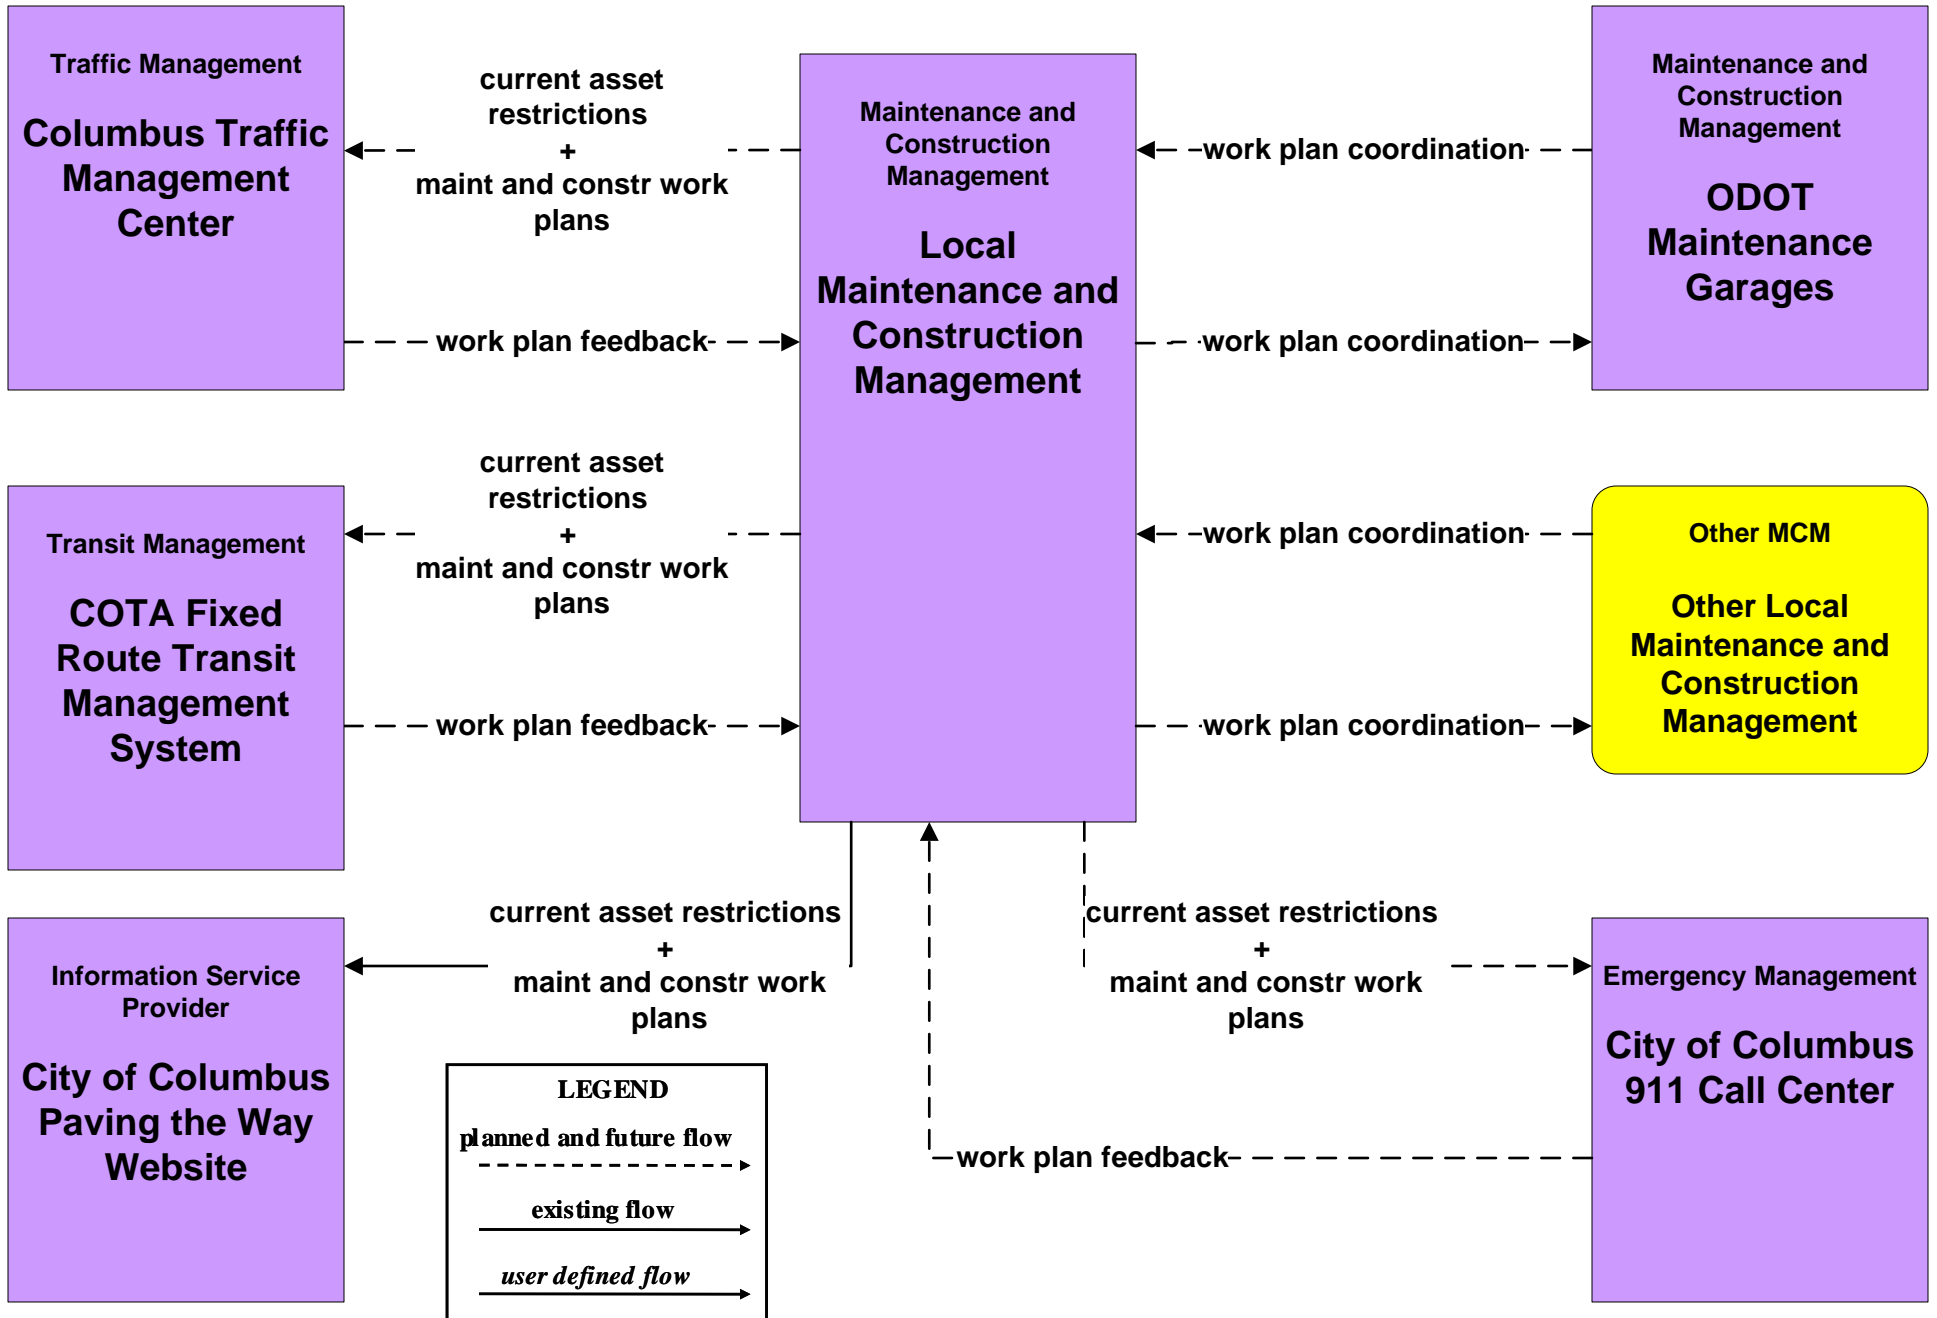 Traffic Management
Columbus Traffic
Management
Center
current asset
restrictions
+
maint and constr work
plans
work plan feedback
Maintenance and
Construction
Management
Local
Maintenance and
Construction
Management
work plan coordination
work plan coordination
Maintenance and
Construction
Management
ODOT
Maintenance
Garages
Transit Management
COTA Fixed
Route Transit
Management
System
current asset
restrictions
+
maint and constr work
plans
work plan feedback
work plan coordination
work plan coordination
Other MCM
Other Local
Maintenance and
Construction
Management
Information Service
Provider
City of Columbus
Paving the Way
Website
current asset restrictions
+
maint and constr work
plans
current asset restrictions
+
maint and constr work
plans
work plan feedback
Emergency Management
City of Columbus
911 Call Center
LEGEND
planned and future flow
existing flow
user defined flow